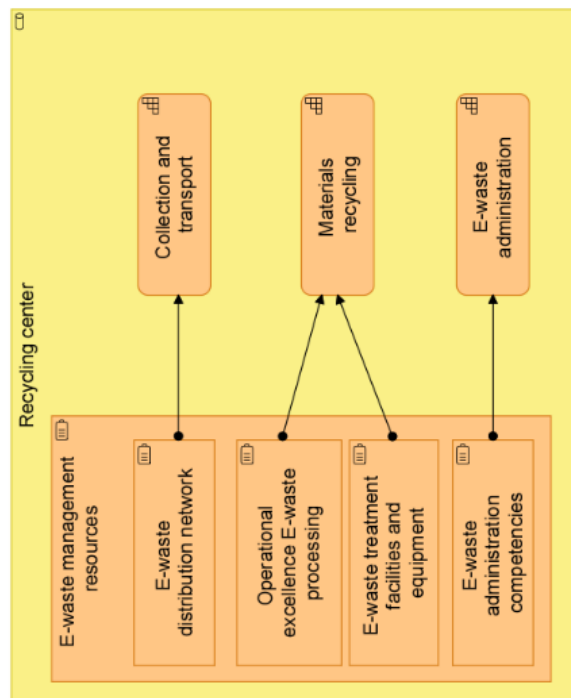 Recycling center
E-waste management
resources
E-waste
distribution network
Operational
excellence E-waste
processing
E-waste treatment
facilities and
equipment
E-waste
administration
competencies
Collection and
transport
Materials
recycling
E-waste
administration